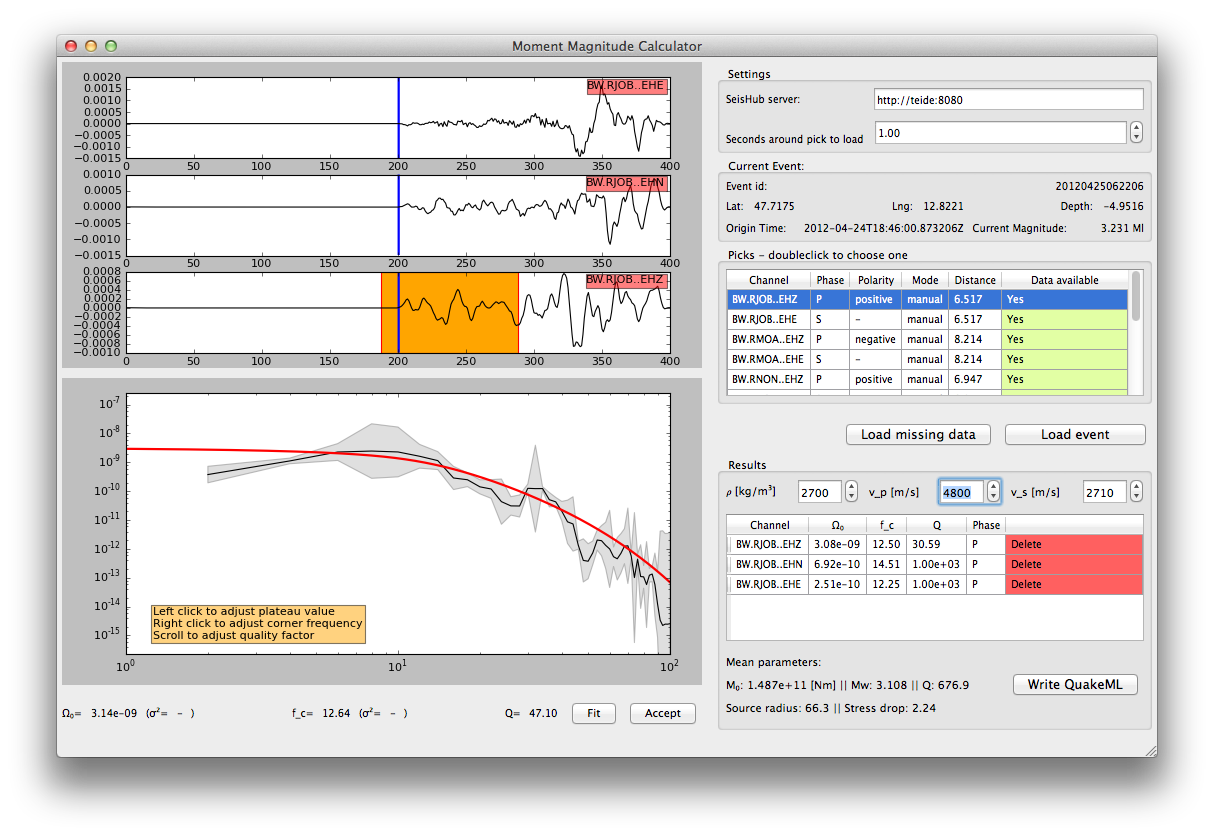 Moment Magnitude Calculator
0.0020
0.0015
0.0010
0.0005
0.0000
−0.0005
−0.0010
−0.0015
BW.RJOB..EHE
0 50 100 150 200 250 300 350 400
0.0010
0.0005
0.0000
−0.0005
−0.0010
−0.0015
BW.RJOB..EHN
0 50 100 150 200 250 300 350 400
0.0008
0.0006
0.0004
0.0002
0.0000
−0.0002
−0.0004
−0.0006
−0.0008
−0.0010
BW.RJOB..EHZ
0 50 100 150 200 250 300 350 400
10⁻⁷
10⁻⁸
10⁻⁹
10⁻¹⁰
10⁻¹¹
10⁻¹²
10⁻¹³
10⁻¹⁴
10⁻¹⁵
Left click to adjust plateau value
Right click to adjust corner frequency
Scroll to adjust quality factor
10⁰ 10¹ 10²
Ω₀= 3.14e-09 (σ²= - ) f_c= 12.64 (σ²= - ) Q= 47.10 Fit Accept
Settings
SeisHub server: http://teide:8080
Seconds around pick to load 1.00
Current Event:
Event id: 20120425062206
Lat: 47.7175 Lng: 12.8221 Depth: -4.9516
Origin Time: 2012-04-24T18:46:00.873206Z Current Magnitude: 3.231 Ml
Picks - doubleclick to choose one
Channel Phase Polarity Mode Distance Data available
BW.RJOB..EHZ P positive manual 6.517 Yes
BW.RJOB..EHE S - manual 6.517 Yes
BW.RMOA..EHZ P negative manual 8.214 Yes
BW.RMOA..EHE S - manual 8.214 Yes
BW.RNON..EHZ P positive manual 6.947 Yes
Load missing data Load event
Results
ρ [kg/m³] 2700 v_p [m/s] 4800 v_s [m/s] 2710
Channel Ω₀ f_c Q Phase
BW.RJOB..EHZ 3.08e-09 12.50 30.59 P Delete
BW.RJOB..EHN 6.92e-10 14.51 1.00e+03 P Delete
BW.RJOB..EHE 2.51e-10 12.25 1.00e+03 P Delete
Mean parameters:
M₀: 1.487e+11 [Nm] || Mw: 3.108 || Q: 676.9 Write QuakeML
Source radius: 66.3 || Stress drop: 2.24